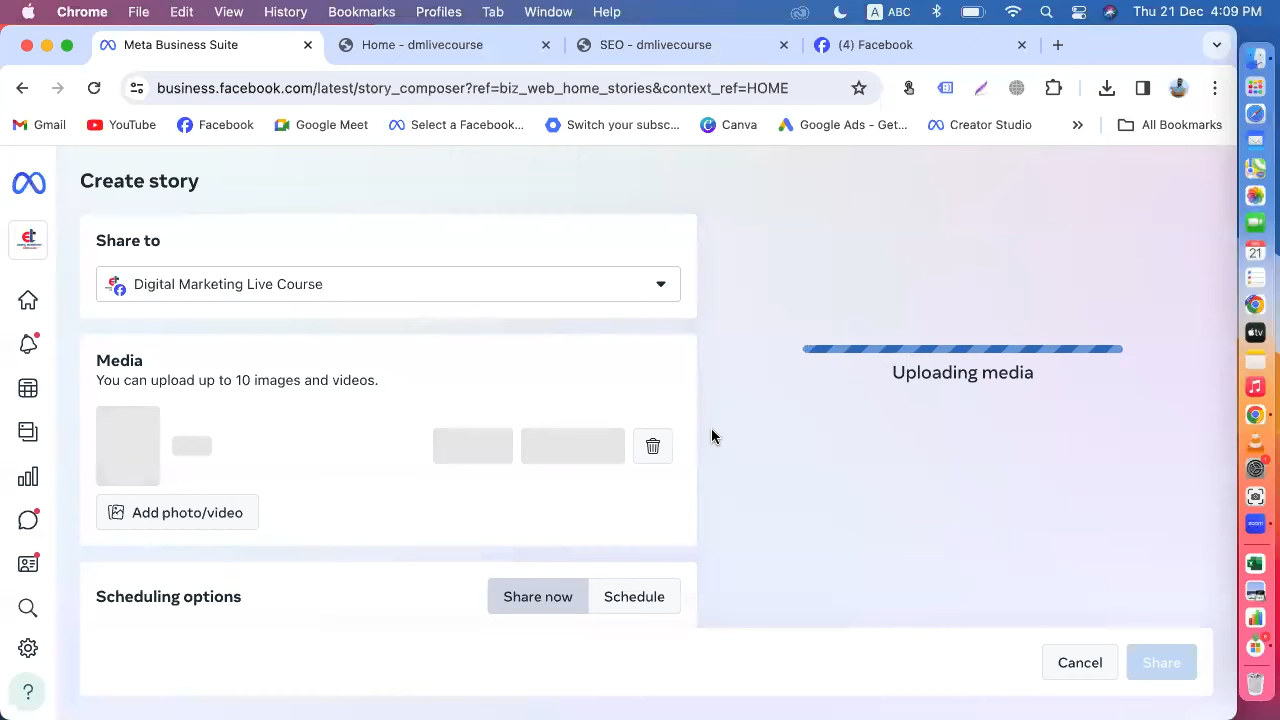 Chrome File Edit View History Bookmarks Profiles Tab Window Help A ABC Thu 21 Dec 4:09 PM
Meta Business Suite Home - dmlivecourse SEO - dmlivecourse (4) Facebook
business.facebook.com/latest/story_composer?ref=biz_web_home_stories&context_ref=HOME
Gmail YouTube Facebook Google Meet Select a Facebook... Switch your subsc... Canva Google Ads - Get... Creator Studio » All Bookmarks
Create story
Share to
Digital Marketing Live Course
Uploading media
Media
You can upload up to 10 images and videos.
Add photo/video
Scheduling options Share now Schedule
Cancel Share
?
21
tv
zoom